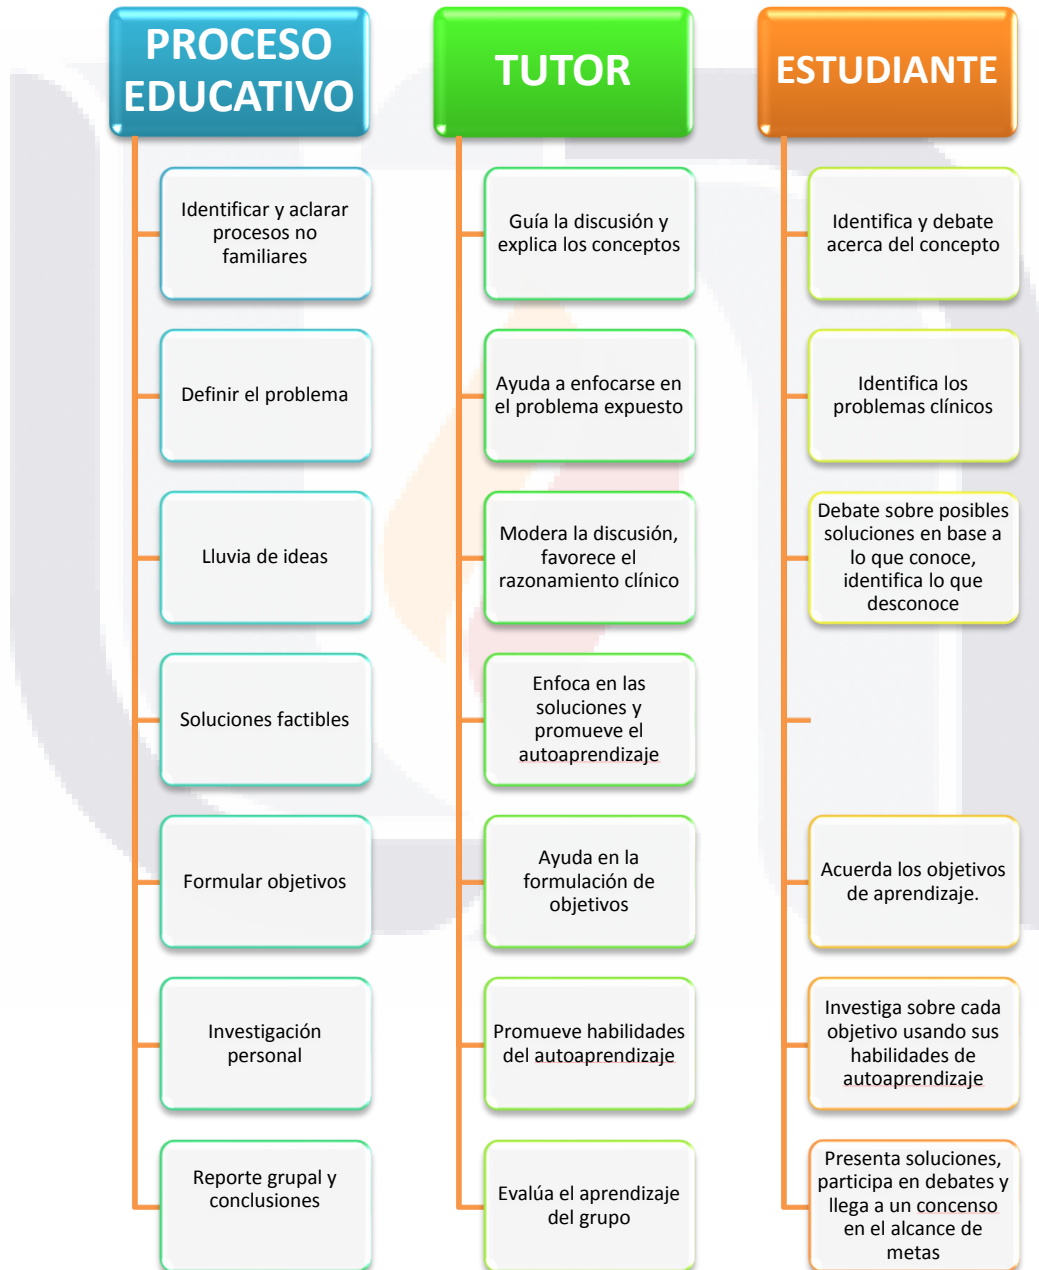 PROCESO
EDUCATIVO
Identificar y aclarar
procesos no
familiares
Definir el problema
Lluvia de ideas
Soluciones factibles
Formular objetivos
Investigación
personal
Reporte grupal y
conclusiones
TUTOR
Guía la discusión y
explica los conceptos
Ayuda a enfocarse en
el problema expuesto
Modera la discusión,
favorece el
razonamiento clínico
Enfoca en las
soluciones y
promueve el
autoaprendizaje
Ayuda en la
formulación de
objetivos
Promueve habilidades
del autoaprendizaje
Evalúa el aprendizaje
del grupo
ESTUDIANTE
Identifica y debate
acerca del concepto
Identifica los
problemas clínicos
Debate sobre posibles
soluciones en base a
lo que conoce,
identifica lo que
desconoce
Acuerda los objetivos
de aprendizaje.
Investiga sobre cada
objetivo usando sus
habilidades de
autoaprendizaje
Presenta soluciones,
participa en debates y
llega a un concenso
en el alcance de
metas